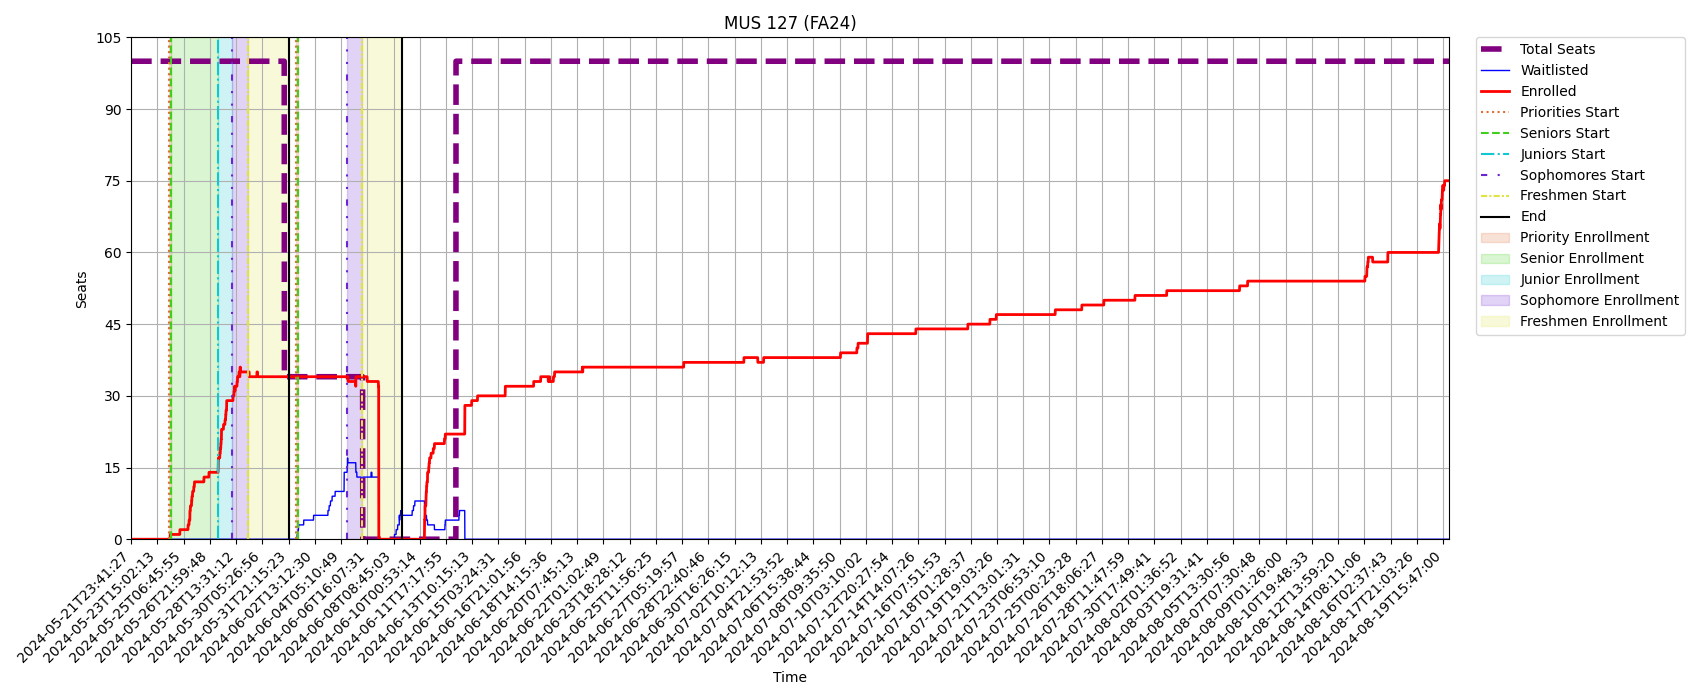 MUS 127 (FA24)
105
90
75
60
45
30
15
0
Seats
2024-05-21T23:41:27
2024-05-23T15:02:13
2024-05-25T06:45:55
2024-05-26T21:59:48
2024-05-28T13:31:12
2024-05-30T05:26:56
2024-05-31T21:15:23
2024-06-02T13:12:30
2024-06-04T05:10:49
2024-06-06T16:07:31
2024-06-08T08:45:03
2024-06-10T00:53:14
2024-06-11T17:17:55
2024-06-13T10:15:13
2024-06-15T03:24:31
2024-06-16T21:01:56
2024-06-18T14:15:36
2024-06-20T07:45:13
2024-06-22T01:02:49
2024-06-23T18:28:12
2024-06-25T11:56:25
2024-06-27T05:19:57
2024-06-28T22:40:46
2024-06-30T16:26:15
2024-07-02T10:12:13
2024-07-04T21:53:52
2024-07-06T15:38:44
2024-07-08T09:35:50
2024-07-10T03:10:02
2024-07-12T20:27:54
2024-07-14T14:07:26
2024-07-16T07:51:53
2024-07-18T01:28:37
2024-07-19T19:03:26
2024-07-21T13:01:31
2024-07-23T06:53:10
2024-07-25T00:23:28
2024-07-26T18:06:27
2024-07-28T11:47:59
2024-07-30T17:49:41
2024-08-02T01:36:52
2024-08-03T19:31:41
2024-08-05T13:30:56
2024-08-07T07:30:48
2024-08-09T01:26:00
2024-08-10T19:48:33
2024-08-12T13:59:20
2024-08-14T08:11:06
2024-08-16T02:37:43
2024-08-17T21:03:26
2024-08-19T15:47:00
Time
Total Seats
Waitlisted
Enrolled
Priorities Start
Seniors Start
Juniors Start
Sophomores Start
Freshmen Start
End
Priority Enrollment
Senior Enrollment
Junior Enrollment
Sophomore Enrollment
Freshmen Enrollment